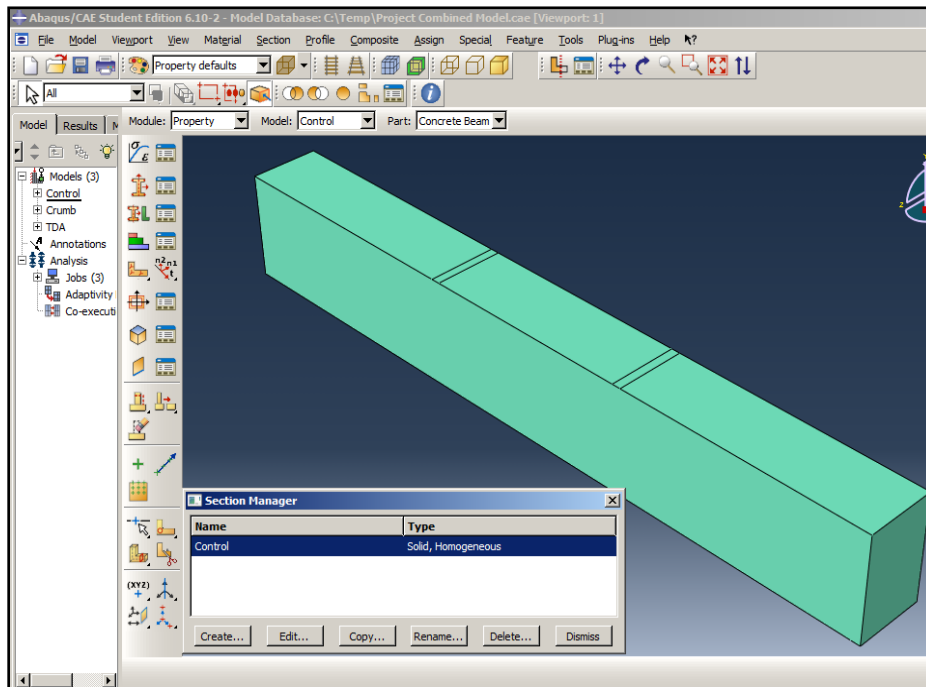 Abaqus/CAE Student Edition 6.10-2 - Model Database: C:\Temp\Project Combined Model.cae [Viewport: 1]
File Model Viewport View Material Section Profile Composite Assign Special Feature Tools Plug-ins Help
Property defaults
All
Model Results M
Module: Property Model: Control Part: Concrete Beam
Models (3)
Control
Crumb
TDA
Annotations
Analysis
Jobs (3)
Adaptivity
Co-executi
σ
ε
n2 n1
t
(XYZ)
z
Section Manager
Name Type
Control Solid, Homogeneous
Create... Edit... Copy... Rename... Delete... Dismiss